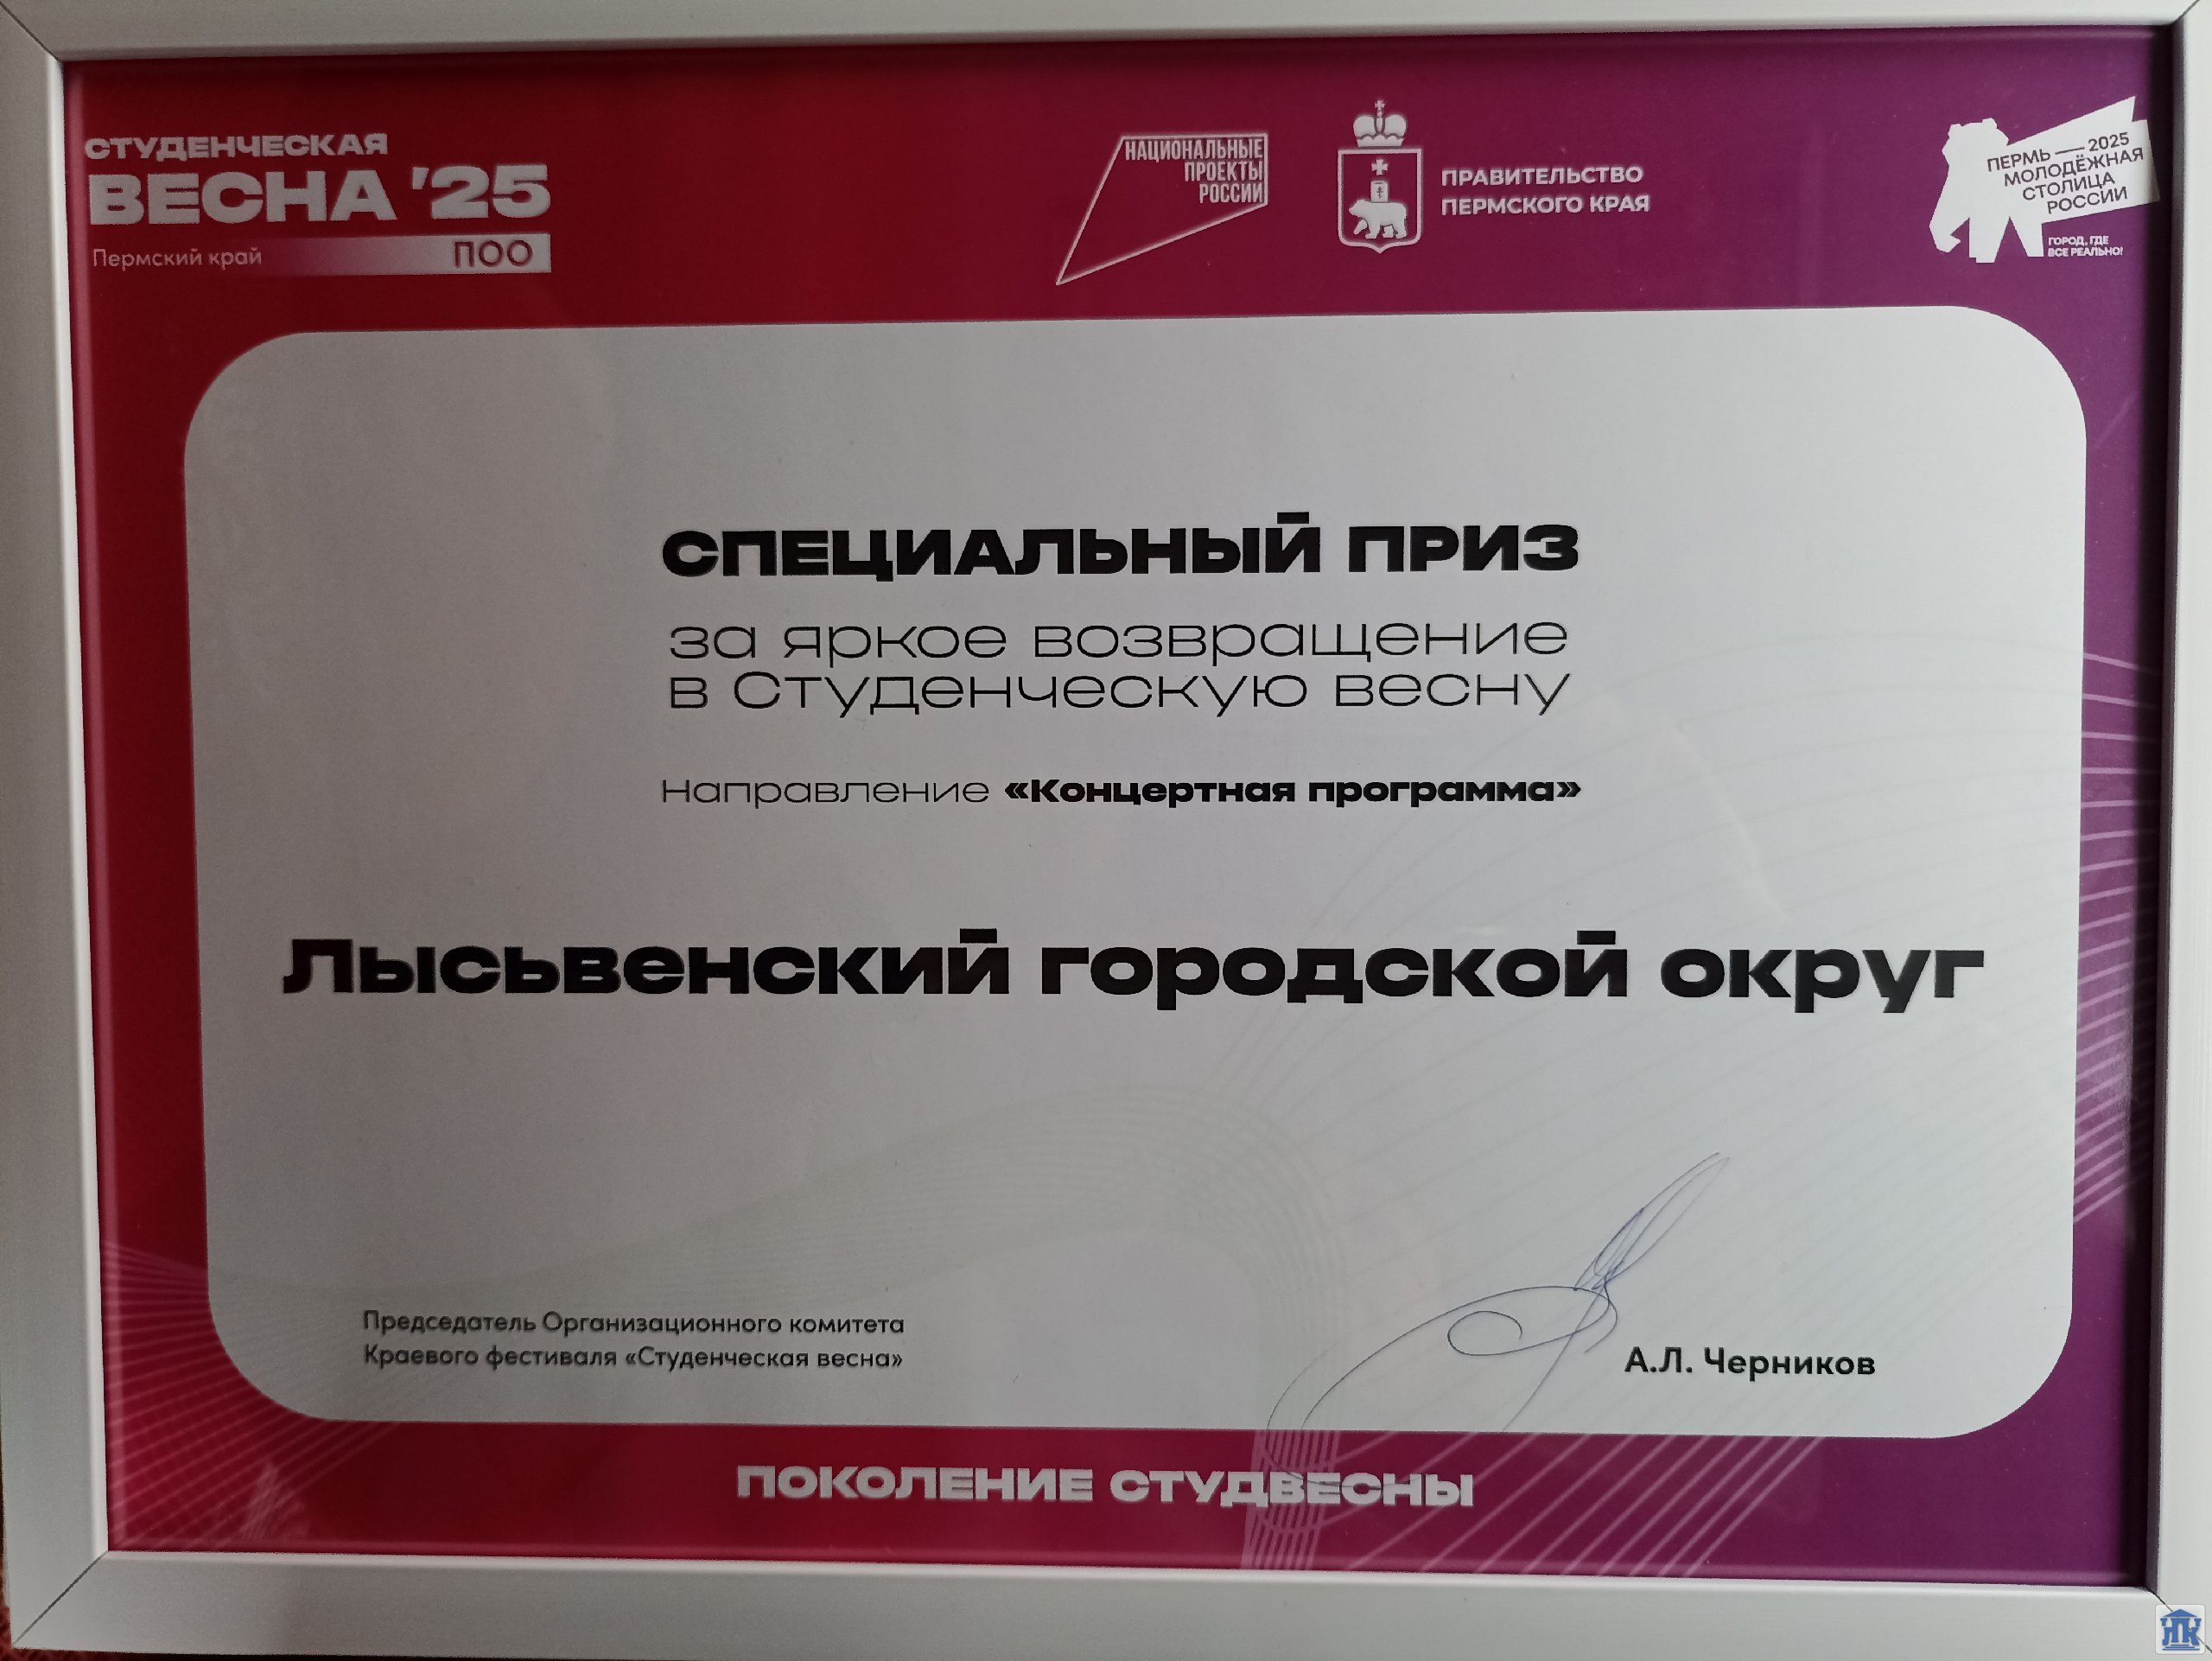 СТУДЕНЧЕСКАЯ
ВЕСНА '25
Пермский край
ПОО
НАЦИОНАЛЬНЫЕ
ПРОЕКТЫ
РОССИИ
ПРАВИТЕЛЬСТВО
ПЕРМСКОГО КРАЯ
ПЕРМЬ — 2025
МОЛОДЁЖНАЯ
СТОЛИЦА
РОССИИ
ГОРОД, ГДЕ
ВСЕ РЕАЛЬНО!
СПЕЦИАЛЬНЫЙ ПРИЗ
за яркое возвращение
в Студенческую весну
Направление «Концертная программа»
Лысьвенский городской округ
Председатель Организационного комитета
Краевого фестиваля «Студенческая весна»
А.Л. Черников
ПОКОЛЕНИЕ СТУДВЕСНЫ
ЛПК